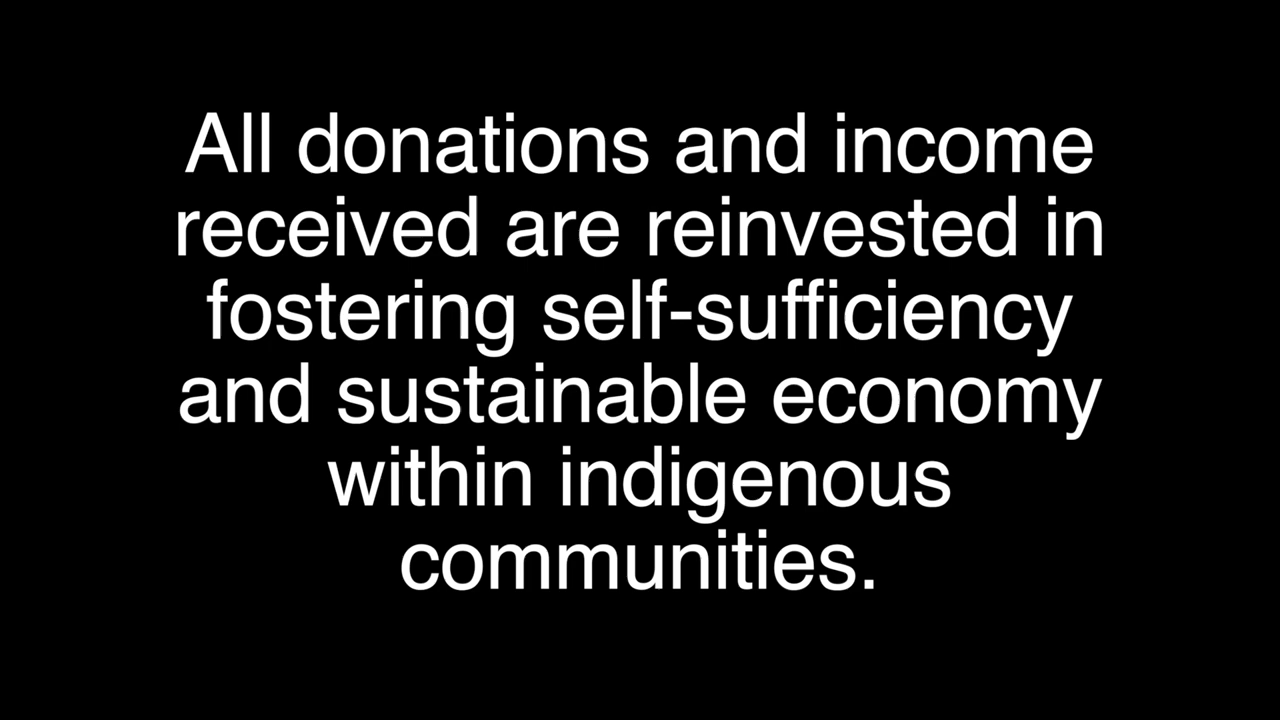 All donations and income
received are reinvested in
fostering self-sufficiency
and sustainable economy
within indigenous
communities.